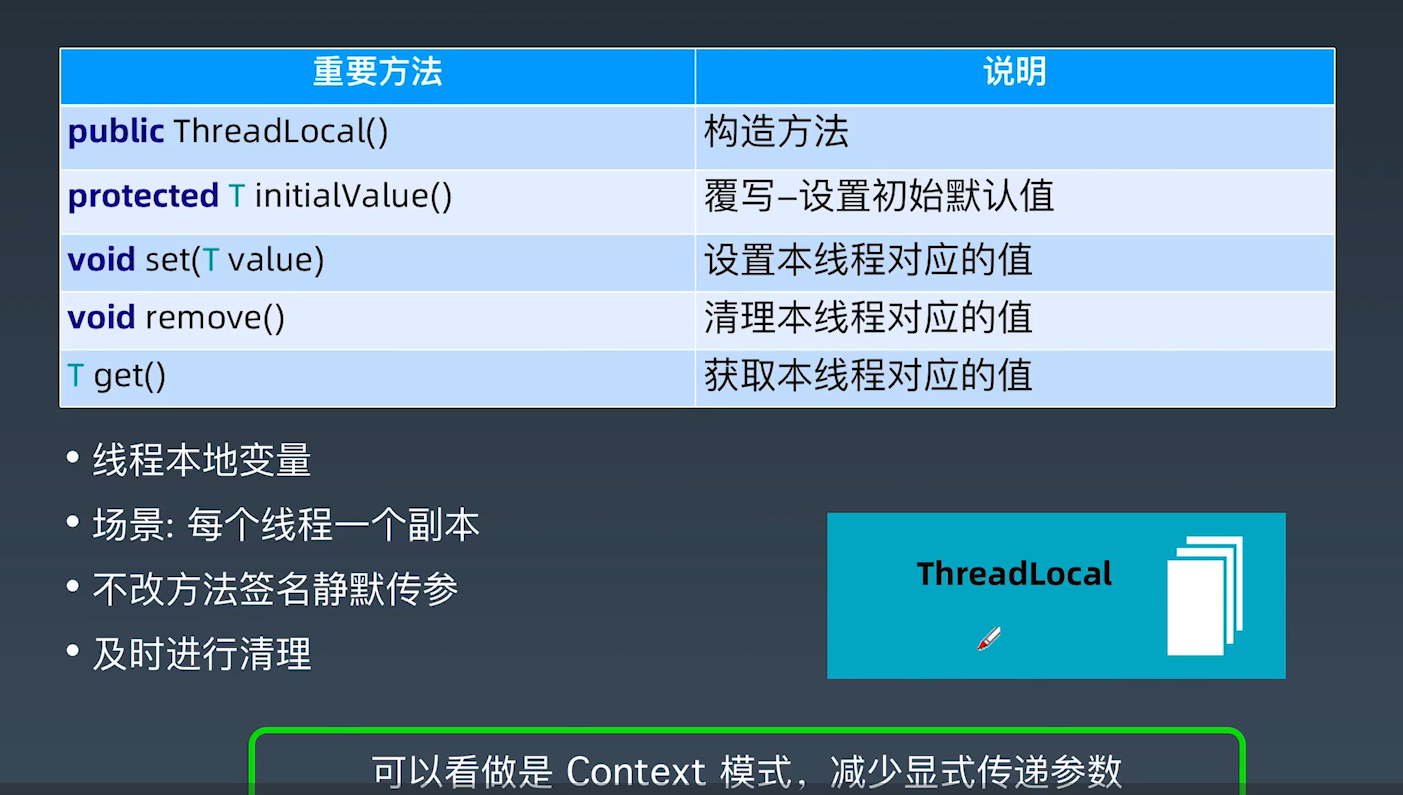 重要方法 说明
public ThreadLocal() 构造方法
protected T initialValue() 覆写–设置初始默认值
void set(T value) 设置本线程对应的值
void remove() 清理本线程对应的值
T get() 获取本线程对应的值
• 线程本地变量
• 场景: 每个线程一个副本
• 不改方法签名静默传参
• 及时进行清理
ThreadLocal
可以看做是 Context 模式，减少显式传递参数